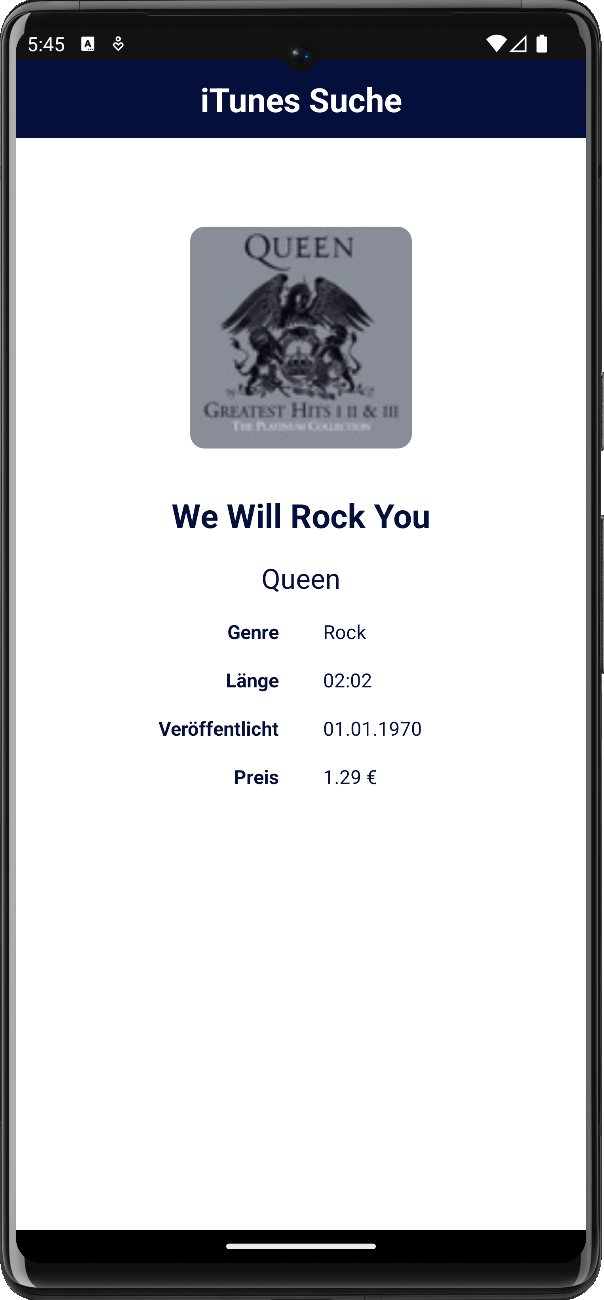 5:45
iTunes Suche
QUEEN
GREATEST HITS I II & III
THE PLATINUM COLLECTION
We Will Rock You
Queen
Genre Rock
Länge 02:02
Veröffentlicht 01.01.1970
Preis 1.29 €